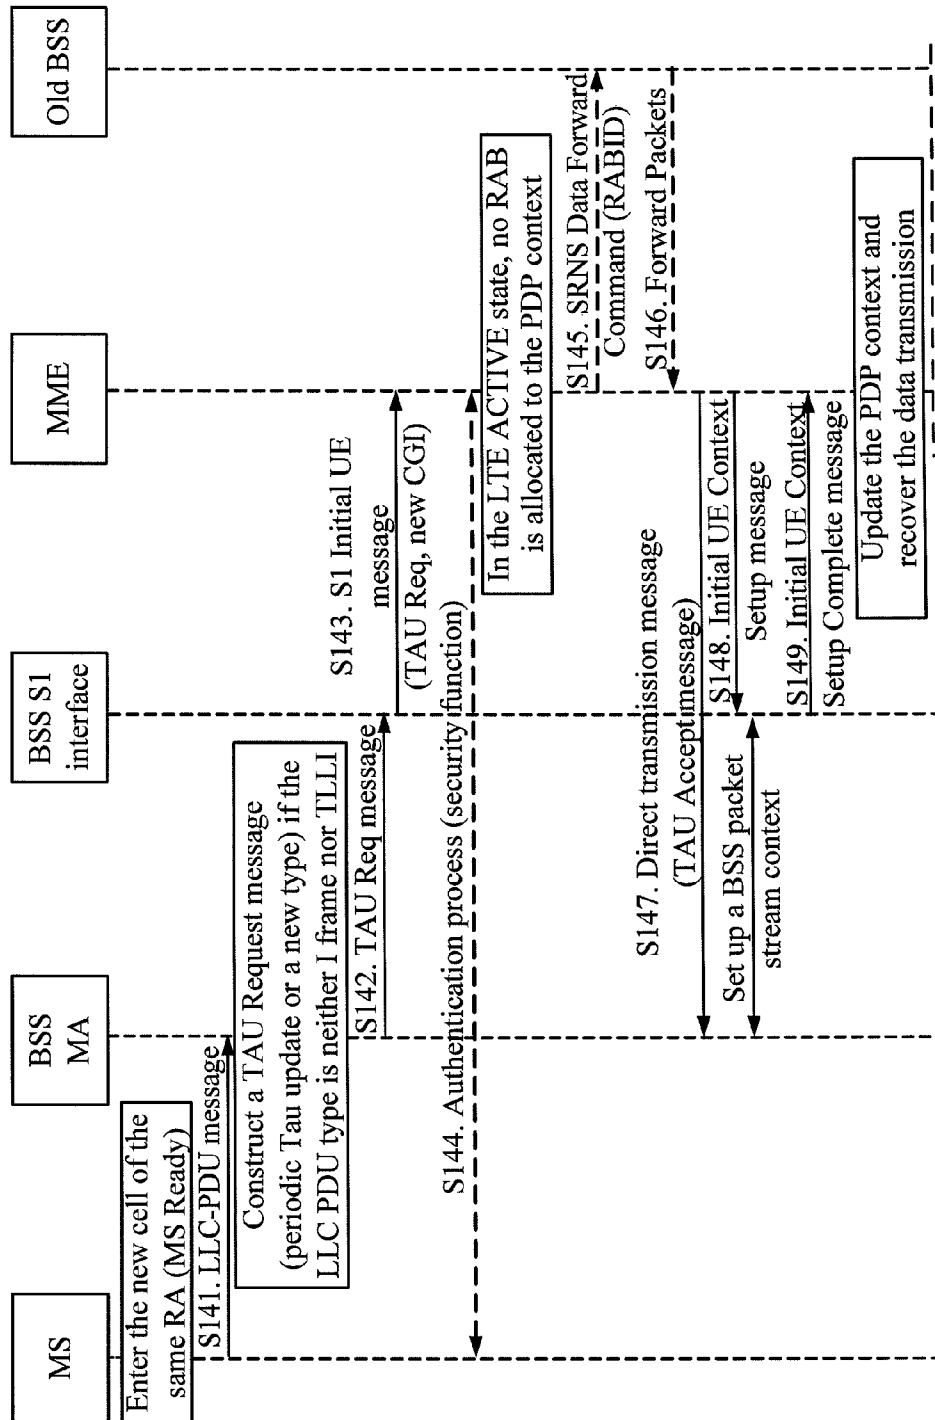 MS
BSS
MA
BSS S1
interface
MME
Old BSS
Enter the new cell of the
same RA (MS Ready)
S141. LLC-PDU message
Construct a TAU Request message
(periodic Tau update or a new type) if the
LLC PDU type is neither I frame nor TLLI
S142. TAU Req message
S143. S1 Initial UE
message
(TAU Req, new CGI)
S144. Authentication process (security function)
In the LTE ACTIVE state, no RAB
is allocated to the PDP context
S145. SRNS Data Forward
Command (RABID)
S146. Forward Packets
S147. Direct transmission message
(TAU Acceptmessage)
S148. Initial UE Context
Setup message
Set up a BSS packet
stream context
S149. Initial UE Context
Setup Complete message
Update the PDP context and
recover the data transmission